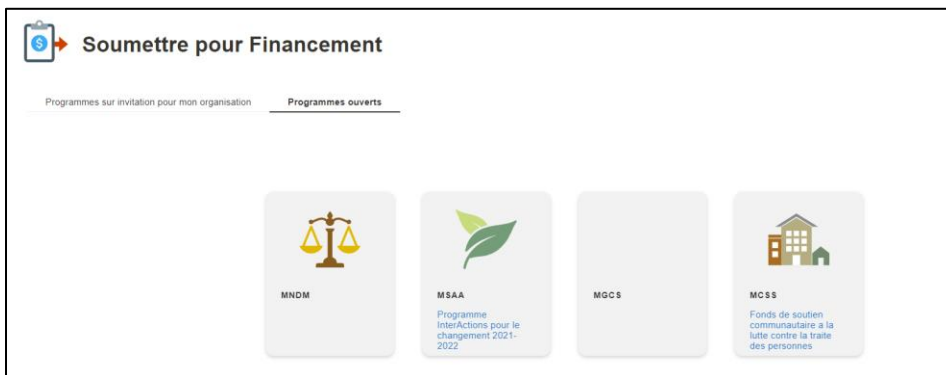 Soumettre pour Financement
Programmes sur invitation pour mon organisation
Programmes ouverts
MNDM
MSAA
Programme
InterActions pour le
changement 2021-
2022
MGCS
MCSS
Fonds de soutien
communautaire a la
lutte contre la traite
des personnes